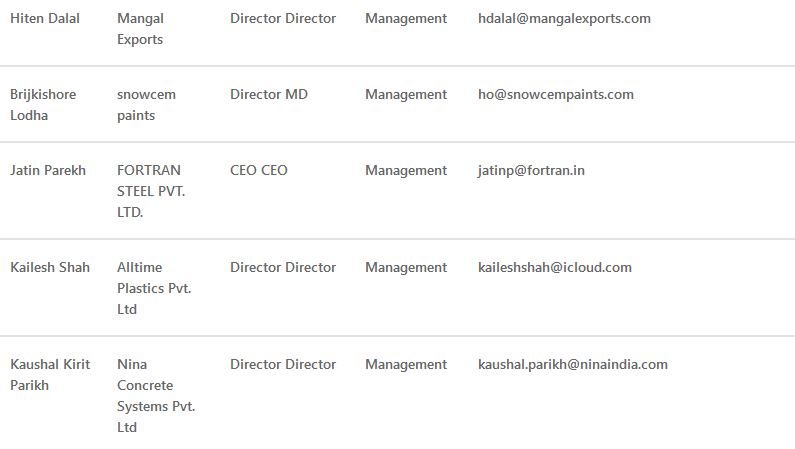 Hiten Dalal Mangal Director Director Management hdalal@mangalexports.com
Exports
Brijkishore snowcem Director MD Management ho@snowcempaints.com
Lodha paints
Jatin Parekh FORTRAN CEO CEO Management jatinp@fortran.in
STEEL PVT.
LTD.
Kailesh Shah Alltime Director Director Management kaileshshah@icloud.com
Plastics Pvt.
Ltd
Kaushal Kirit Nina Director Director Management kaushal.parikh@ninaindia.com
Parikh Concrete
Systems Pvt.
Ltd